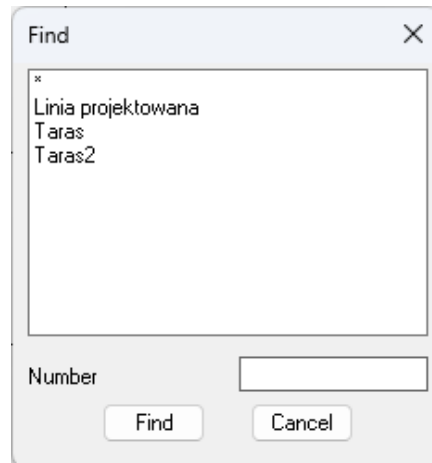 Find
*
Linia projektowana
Taras
Taras2
Number
Find
Cancel